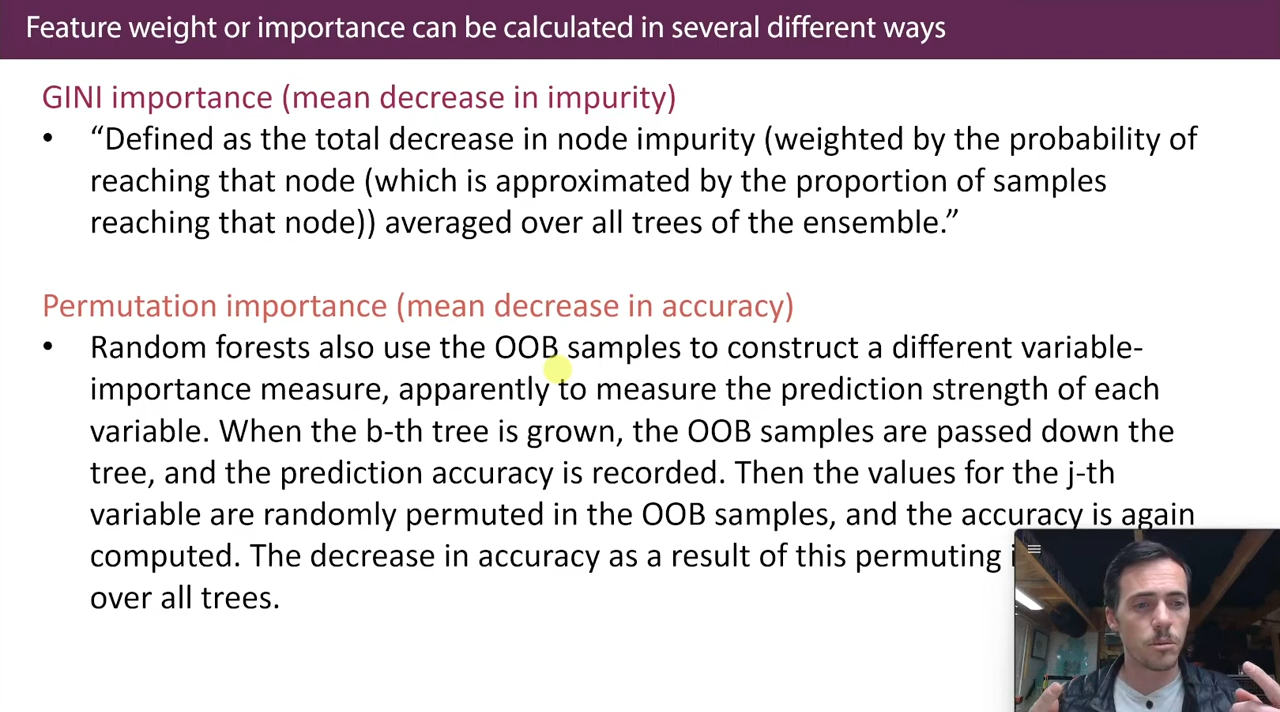 Feature weight or importance can be calculated in several different ways
GINI importance (mean decrease in impurity)
• “Defined as the total decrease in node impurity (weighted by the probability of
reaching that node (which is approximated by the proportion of samples
reaching that node)) averaged over all trees of the ensemble.”
Permutation importance (mean decrease in accuracy)
• Random forests also use the OOB samples to construct a different variable-
importance measure, apparently to measure the prediction strength of each
variable. When the b-th tree is grown, the OOB samples are passed down the
tree, and the prediction accuracy is recorded. Then the values for the j-th
variable are randomly permuted in the OOB samples, and the accuracy is again
computed. The decrease in accuracy as a result of this permuting
over all trees.